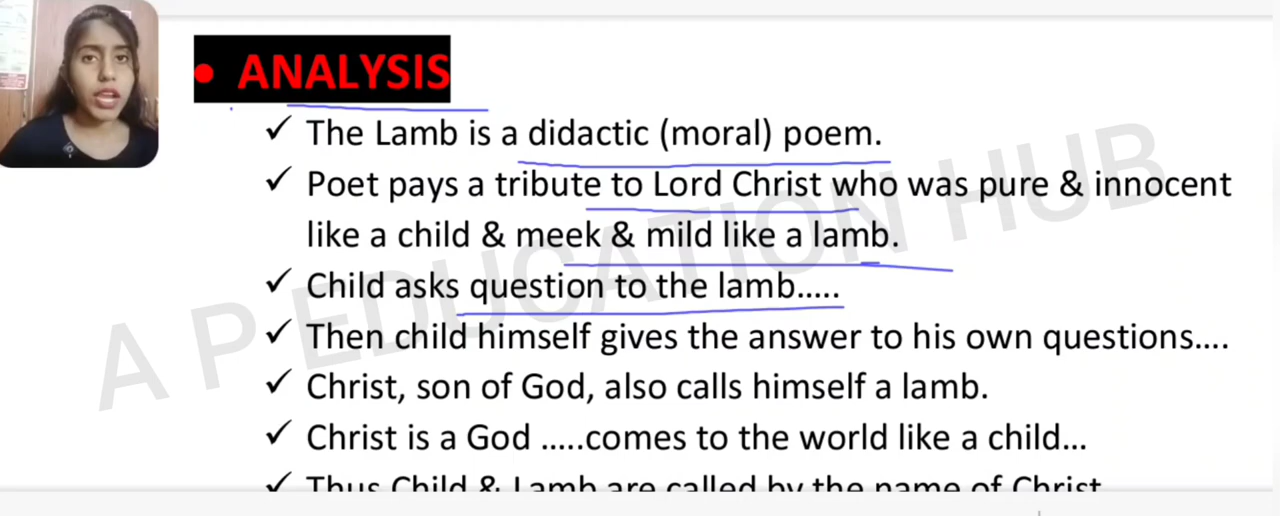 • ANALYSIS
✓ The Lamb is a didactic (moral) poem.
✓ Poet pays a tribute to Lord Christ who was pure & innocent
like a child & meek & mild like a lamb.
✓ Child asks question to the lamb.....
✓ Then child himself gives the answer to his own questions....
✓ Christ, son of God, also calls himself a lamb.
✓ Christ is a God .....comes to the world like a child...
✓ Thus Child & Lamb are called by the name of Christ
A P EDUCATION HUB